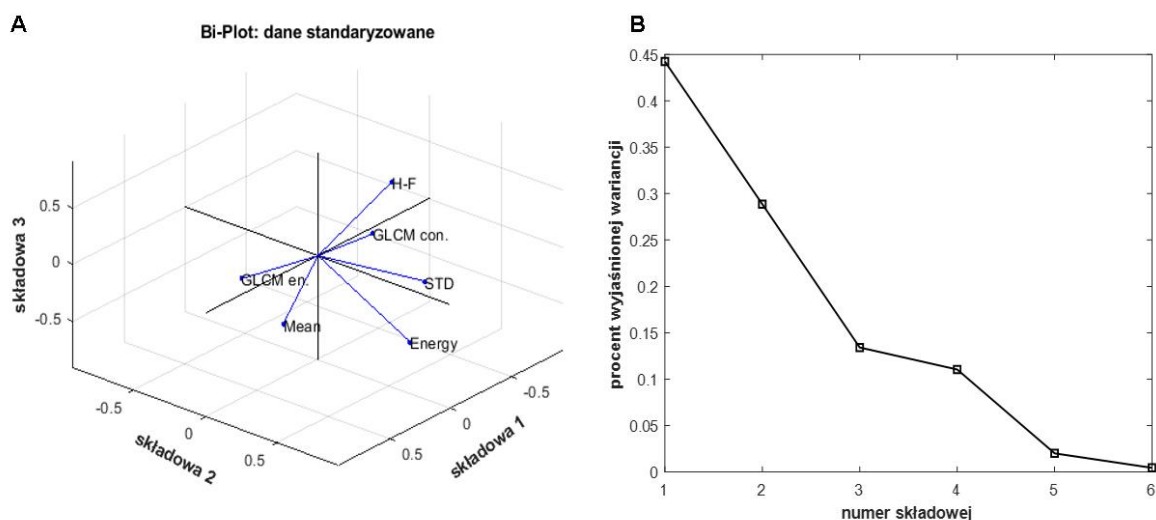 A
Bi-Plot: dane standaryzowane
H-F
GLCM con.
GLCM en.
STD
Mean
Energy
0.5
0
-0.5
składowa 3
-0.5
0
0.5
składowa 2
-0.5
0
0.5
składowa 1
B
0.45
0.4
0.35
0.3
0.25
0.2
0.15
0.1
0.05
0
procent wyjaśnionej wariancji
1 2 3 4 5 6
numer składowej